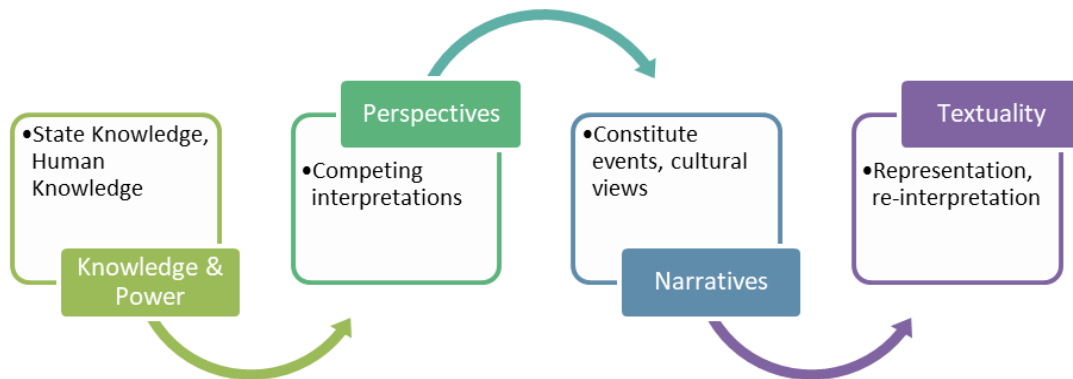 •State Knowledge,
Human
Knowledge
Knowledge &
Power
Perspectives
•Competing
interpretations
•Constitute
events, cultural
views
Narratives
Textuality
•Representation,
re-interpretation